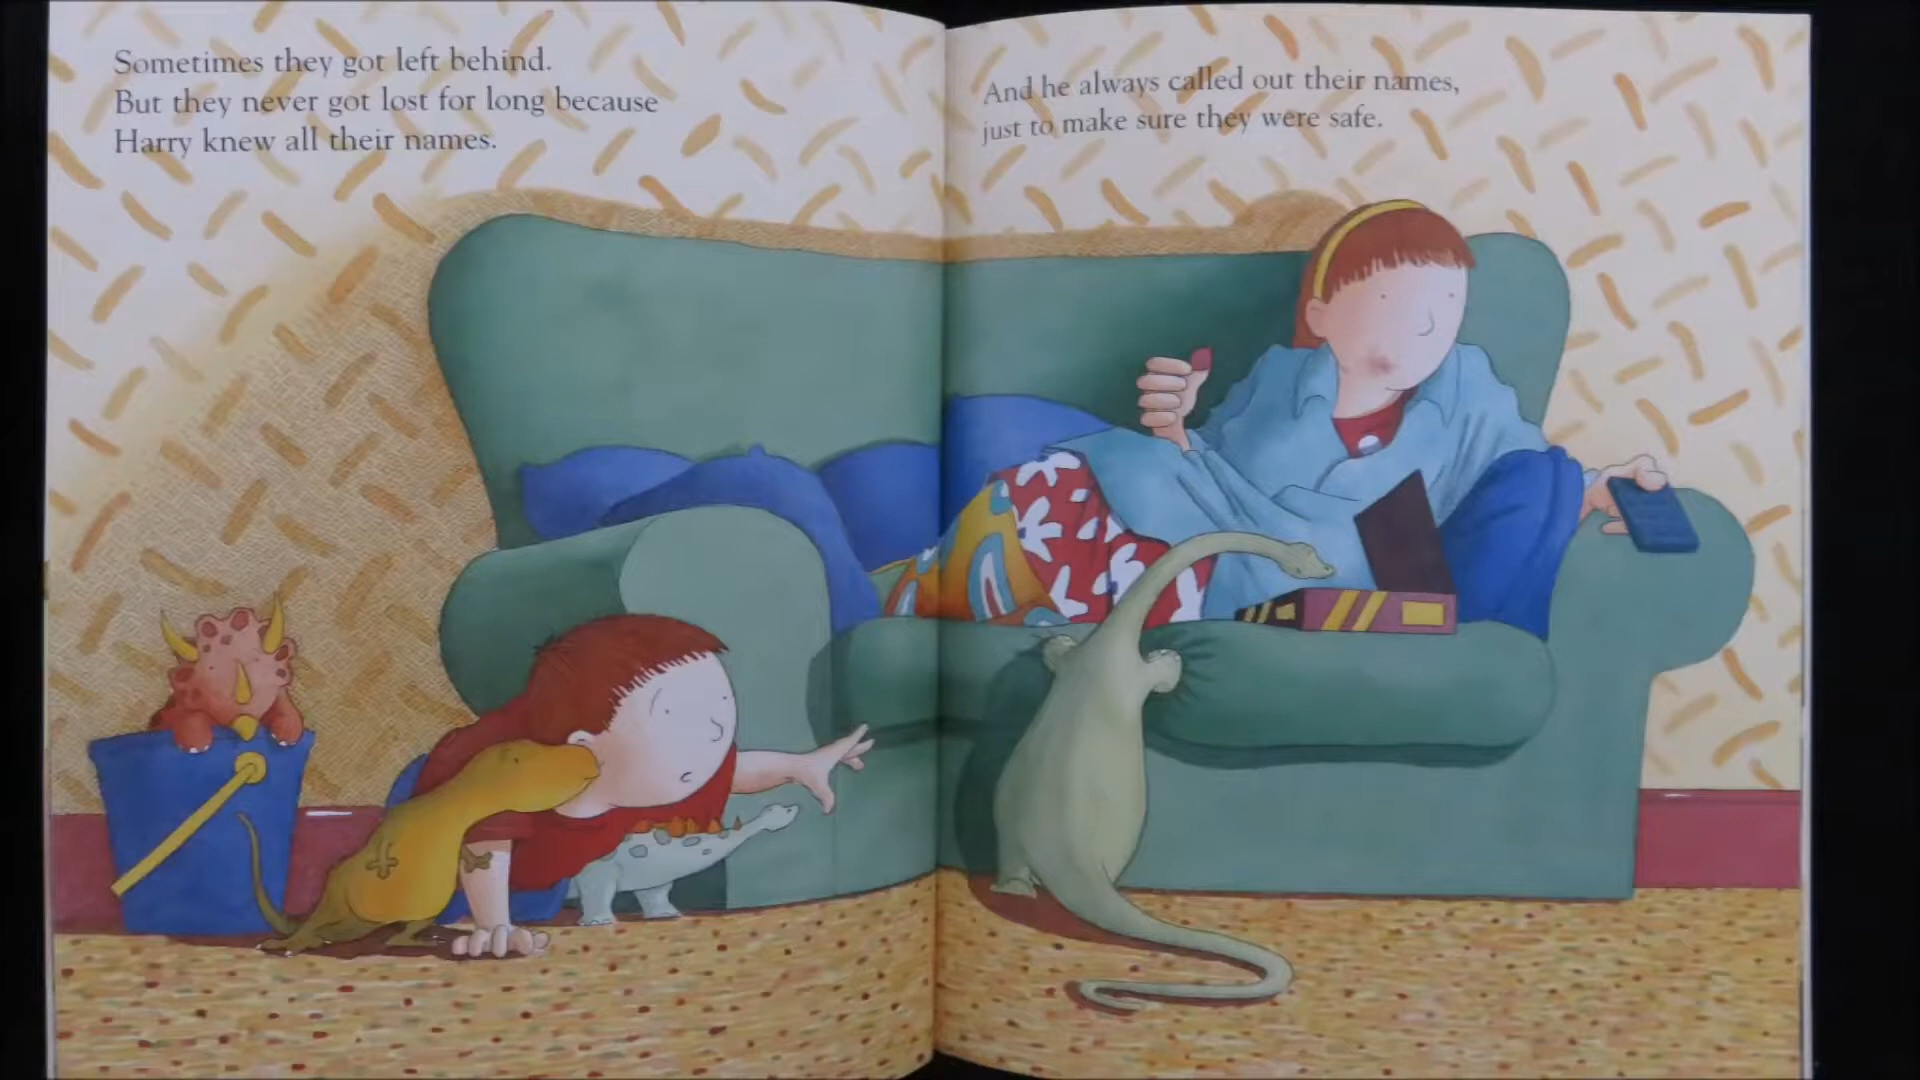 Sometimes they got left behind.
But they never got lost for long because
Harry knew all their names.
And he always called out their names,
just to make sure they were safe.